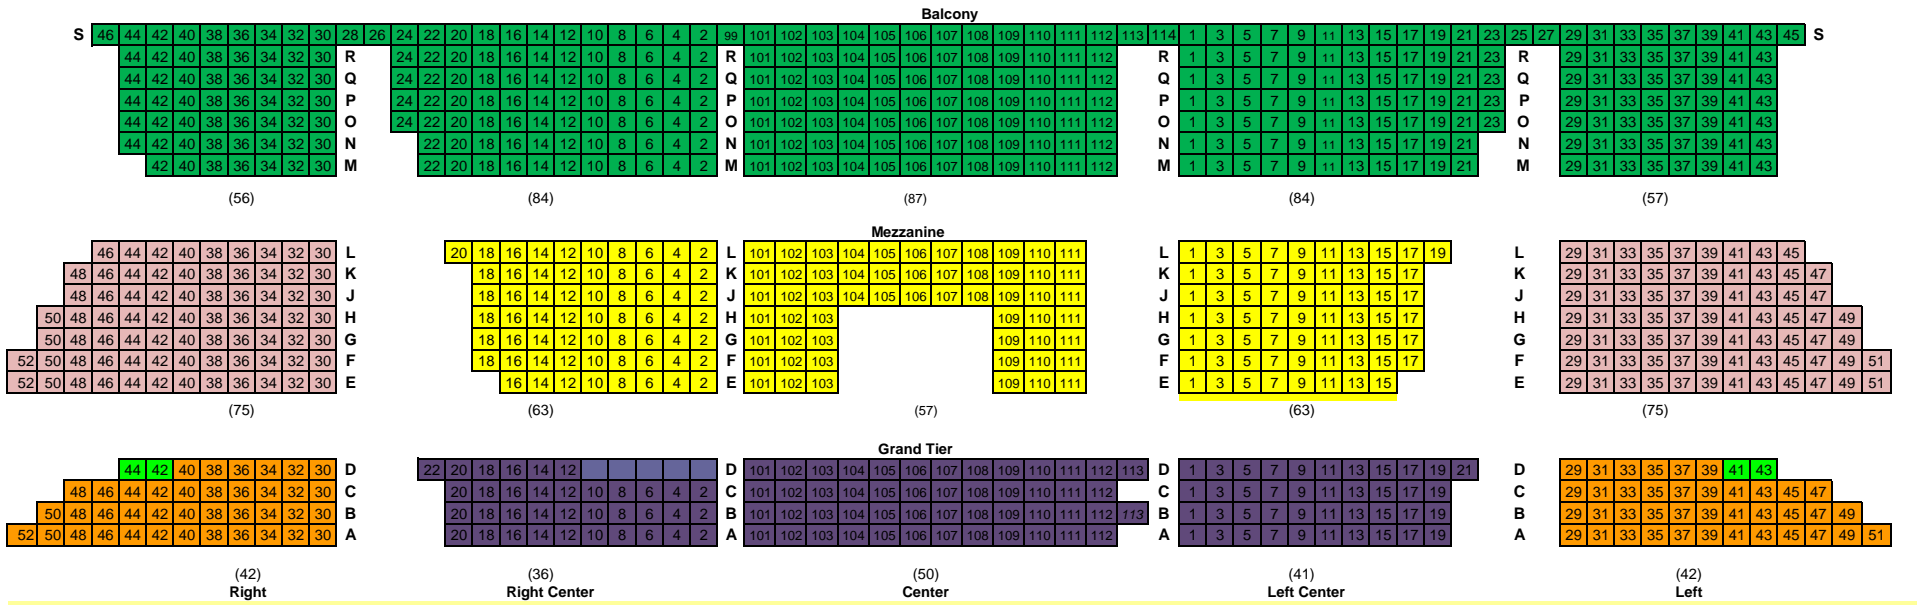 Balcony
S 46 44 42 40 38 36 34 32 30 28 26 24 22 20 18 16 14 12 10 8 6 4 2 99 101 102 103 104 105 106 107 108 109 110 111 112 113 114 1 3 5 7 9 11 13 15 17 19 21 23 25 27 29 31 33 35 37 39 41 43 45 S
44 42 40 38 36 34 32 30 R 24 22 20 18 16 14 12 10 8 6 4 2 R 101 102 103 104 105 106 107 108 109 110 111 112 R 1 3 5 7 9 11 13 15 17 19 21 23 R 29 31 33 35 37 39 41 43
44 42 40 38 36 34 32 30 Q 24 22 20 18 16 14 12 10 8 6 4 2 Q 101 102 103 104 105 106 107 108 109 110 111 112 Q 1 3 5 7 9 11 13 15 17 19 21 23 Q 29 31 33 35 37 39 41 43
44 42 40 38 36 34 32 30 P 24 22 20 18 16 14 12 10 8 6 4 2 P 101 102 103 104 105 106 107 108 109 110 111 112 P 1 3 5 7 9 11 13 15 17 19 21 23 P 29 31 33 35 37 39 41 43
44 42 40 38 36 34 32 30 O 24 22 20 18 16 14 12 10 8 6 4 2 O 101 102 103 104 105 106 107 108 109 110 111 112 O 1 3 5 7 9 11 13 15 17 19 21 23 O 29 31 33 35 37 39 41 43
44 42 40 38 36 34 32 30 N 22 20 18 16 14 12 10 8 6 4 2 N 101 102 103 104 105 106 107 108 109 110 111 112 N 1 3 5 7 9 11 13 15 17 19 21 N 29 31 33 35 37 39 41 43
42 40 38 36 34 32 30 M 22 20 18 16 14 12 10 8 6 4 2 M 101 102 103 104 105 106 107 108 109 110 111 112 M 1 3 5 7 9 11 13 15 17 19 21 M 29 31 33 35 37 39 41 43
(56) (84) (87) (84) (57)
Mezzanine
46 44 42 40 38 36 34 32 30 L 20 18 16 14 12 10 8 6 4 2 L 101 102 103 104 105 106 107 108 109 110 111 L 1 3 5 7 9 11 13 15 17 19 L 29 31 33 35 37 39 41 43 45
48 46 44 42 40 38 36 34 32 30 K 18 16 14 12 10 8 6 4 2 K 101 102 103 104 105 106 107 108 109 110 111 K 1 3 5 7 9 11 13 15 17 K 29 31 33 35 37 39 41 43 45 47
48 46 44 42 40 38 36 34 32 30 J 18 16 14 12 10 8 6 4 2 J 101 102 103 104 105 106 107 108 109 110 111 J 1 3 5 7 9 11 13 15 17 J 29 31 33 35 37 39 41 43 45 47
50 48 46 44 42 40 38 36 34 32 30 H 18 16 14 12 10 8 6 4 2 H 101 102 103 109 110 111 H 1 3 5 7 9 11 13 15 17 H 29 31 33 35 37 39 41 43 45 47 49
50 48 46 44 42 40 38 36 34 32 30 G 18 16 14 12 10 8 6 4 2 G 101 102 103 109 110 111 G 1 3 5 7 9 11 13 15 17 G 29 31 33 35 37 39 41 43 45 47 49
52 50 48 46 44 42 40 38 36 34 32 30 F 18 16 14 12 10 8 6 4 2 F 101 102 103 109 110 111 F 1 3 5 7 9 11 13 15 17 F 29 31 33 35 37 39 41 43 45 47 49 51
52 50 48 46 44 42 40 38 36 34 32 30 E 16 14 12 10 8 6 4 2 E 101 102 103 109 110 111 E 1 3 5 7 9 11 13 15 E 29 31 33 35 37 39 41 43 45 47 49 51
(75) (63) (57) (63) (75)
Grand Tier
44 42 40 38 36 34 32 30 D 22 20 18 16 14 12 D 101 102 103 104 105 106 107 108 109 110 111 112 113 D 1 3 5 7 9 11 13 15 17 19 21 D 29 31 33 35 37 39 41 43
48 46 44 42 40 38 36 34 32 30 C 20 18 16 14 12 10 8 6 4 2 C 101 102 103 104 105 106 107 108 109 110 111 112 C 1 3 5 7 9 11 13 15 17 19 C 29 31 33 35 37 39 41 43 45 47
50 48 46 44 42 40 38 36 34 32 30 B 20 18 16 14 12 10 8 6 4 2 B 101 102 103 104 105 106 107 108 109 110 111 112 113 B 1 3 5 7 9 11 13 15 17 19 B 29 31 33 35 37 39 41 43 45 47 49
52 50 48 46 44 42 40 38 36 34 32 30 A 20 18 16 14 12 10 8 6 4 2 A 101 102 103 104 105 106 107 108 109 110 111 112 A 1 3 5 7 9 11 13 15 17 19 A 29 31 33 35 37 39 41 43 45 47 49 51
(42) (36) (50) (41) (42)
Right Right Center Center Left Center Left